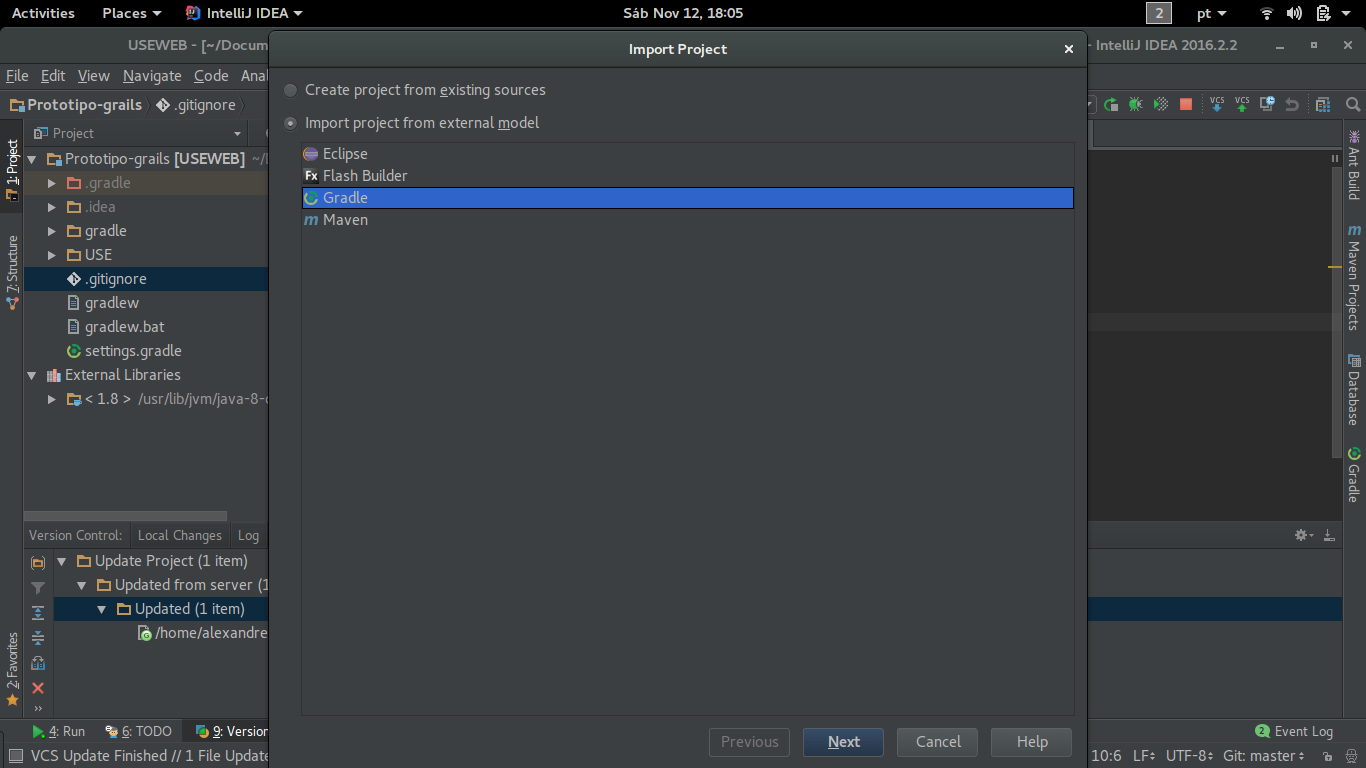 Activities Places IntelliJ IDEA Sáb Nov 12, 18:05 2 pt
USEWEB - [~/Docum
- IntelliJ IDEA 2016.2.2
Import Project
File Edit View Navigate Code Anal
Prototipo-grails .gitignore
VCS VCS
Project
1: Project
7: Structure
2: Favorites
Prototipo-grails [USEWEB] ~/D
.gradle
.idea
gradle
USE
.gitignore
gradlew
gradlew.bat
settings.gradle
External Libraries
< 1.8 > /usr/lib/jvm/java-8-o
Create project from existing sources
Import project from external model
Eclipse
Fx Flash Builder
Gradle
m Maven
Ant Build
m Maven Projects
Database
Gradle
Version Control: Local Changes Log
Update Project (1 item)
Updated from server (1
Updated (1 item)
/home/alexandre
Previous Next Cancel Help
4: Run 6: TODO 9: Version 2 Event Log
VCS Update Finished // 1 File Update 10:6 LF UTF-8 Git: master